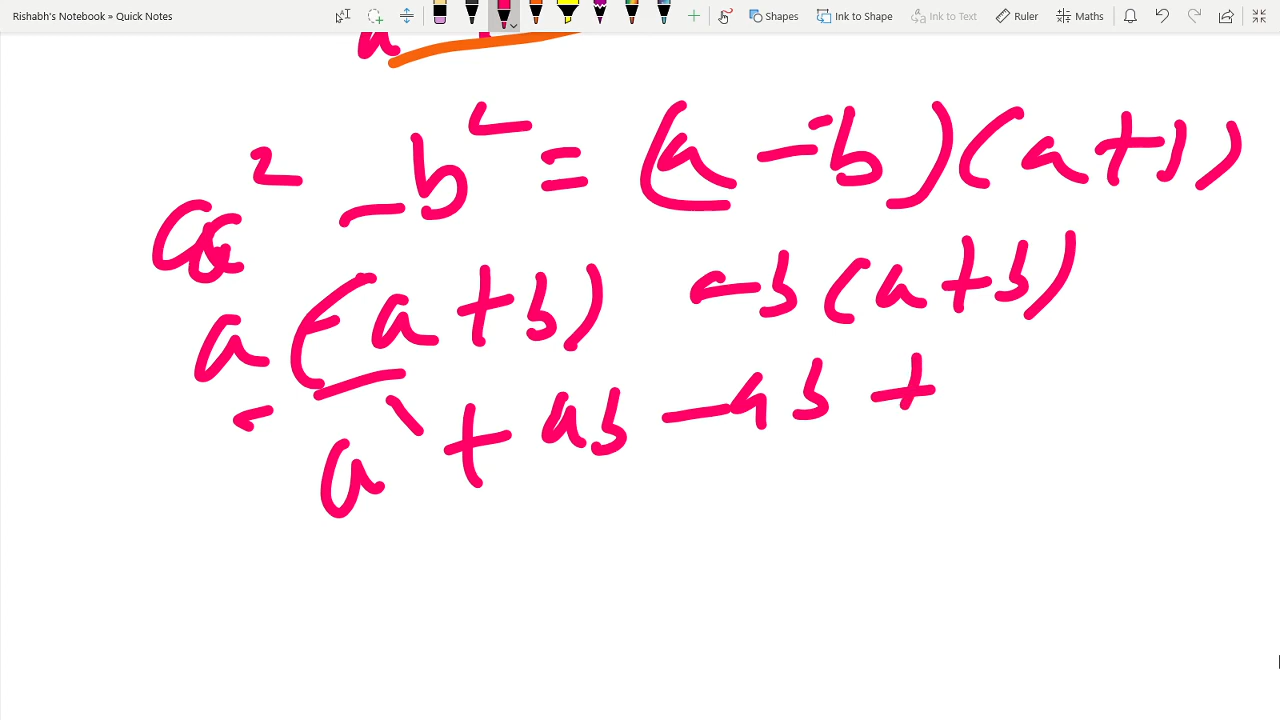 Rishabh's Notebook » Quick Notes
Shapes Ink to Shape Ink to Text Ruler Maths
a² - b² = (a - b)(a + b)
a (a + b) - b (a + b)
= a² + ab - ab +